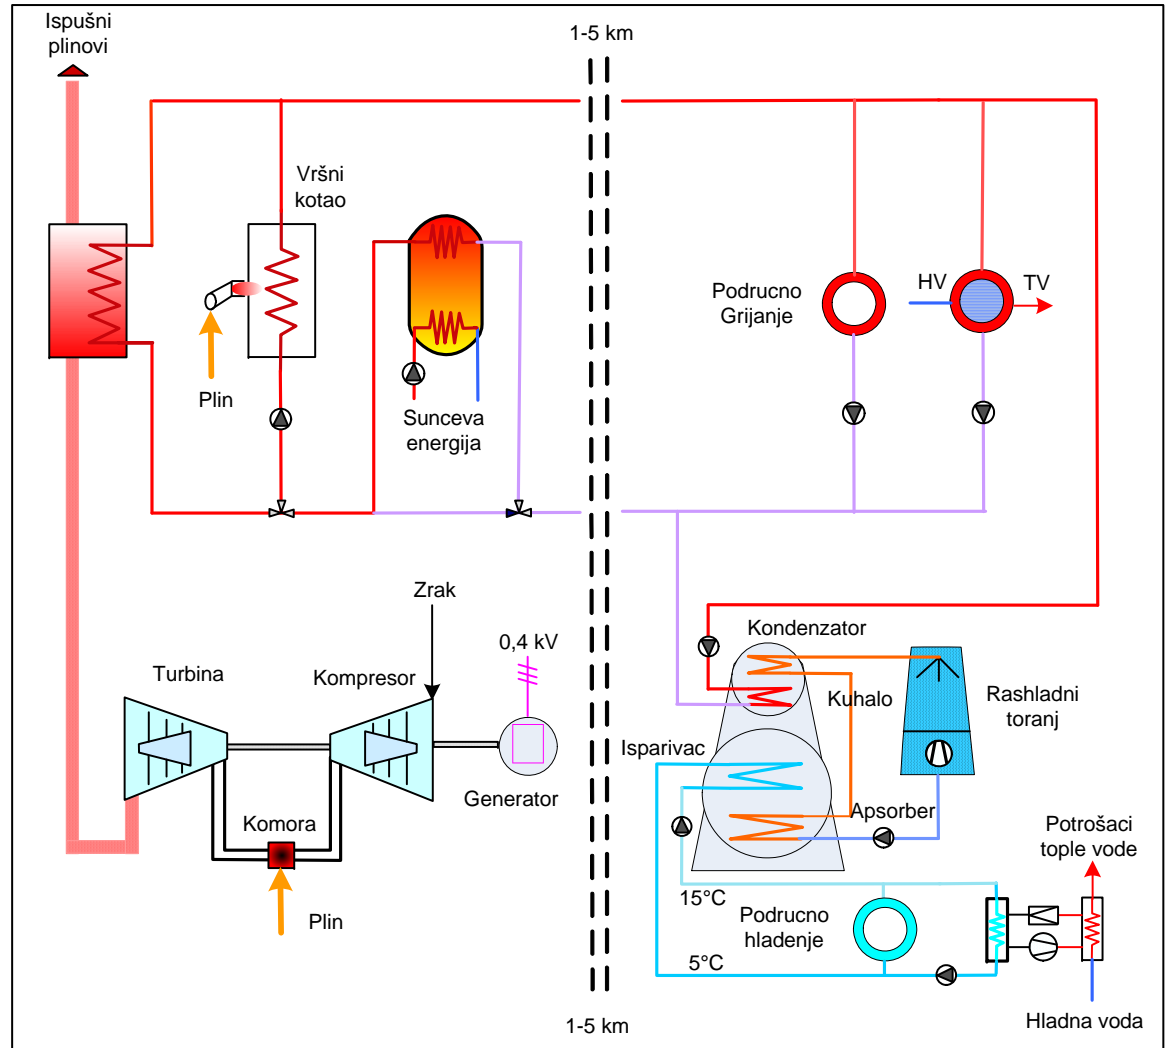 Ispušni
plinovi
1-5 km
Vršni
kotao
Plin
Sunceva
energija
Podrucno
Grijanje
HV
TV
Zrak
0,4 kV
Turbina
Kompresor
Generator
Komora
Plin
Kondenzator
Kuhalo
Rashladni
toranj
Isparivac
Apsorber
Potrošaci
tople vode
15°C
Podrucno
hladenje
5°C
Hladna voda
1-5 km